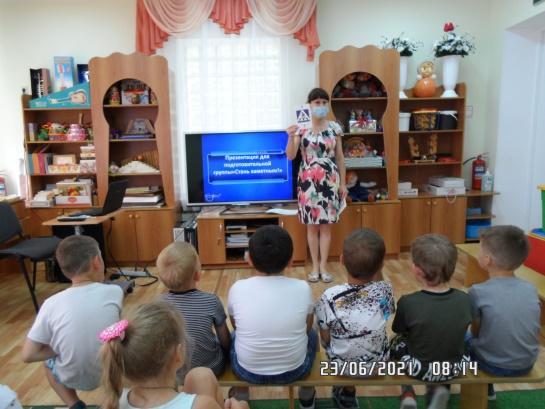 Презентация для
подготовительной
группы«Стань заметным!»
23/06/2021 08:14